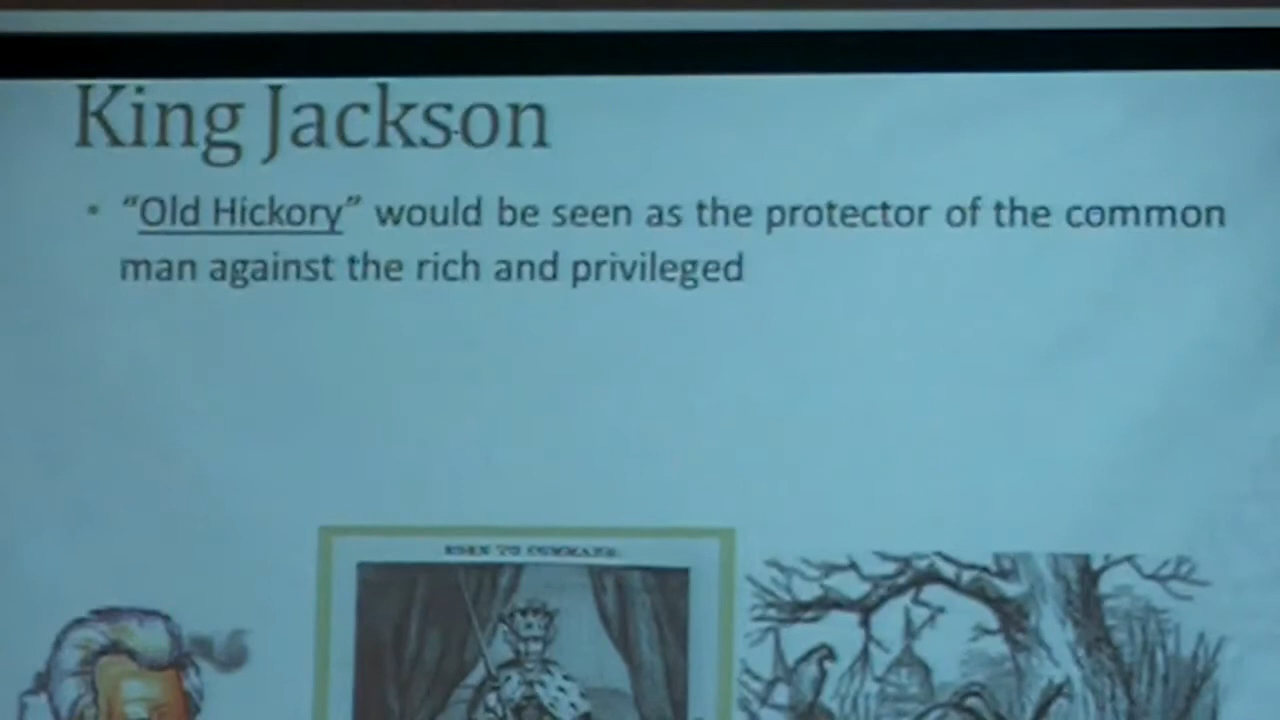 King Jackson
• “Old Hickory” would be seen as the protector of the common
man against the rich and privileged
BORN TO COMMAND.